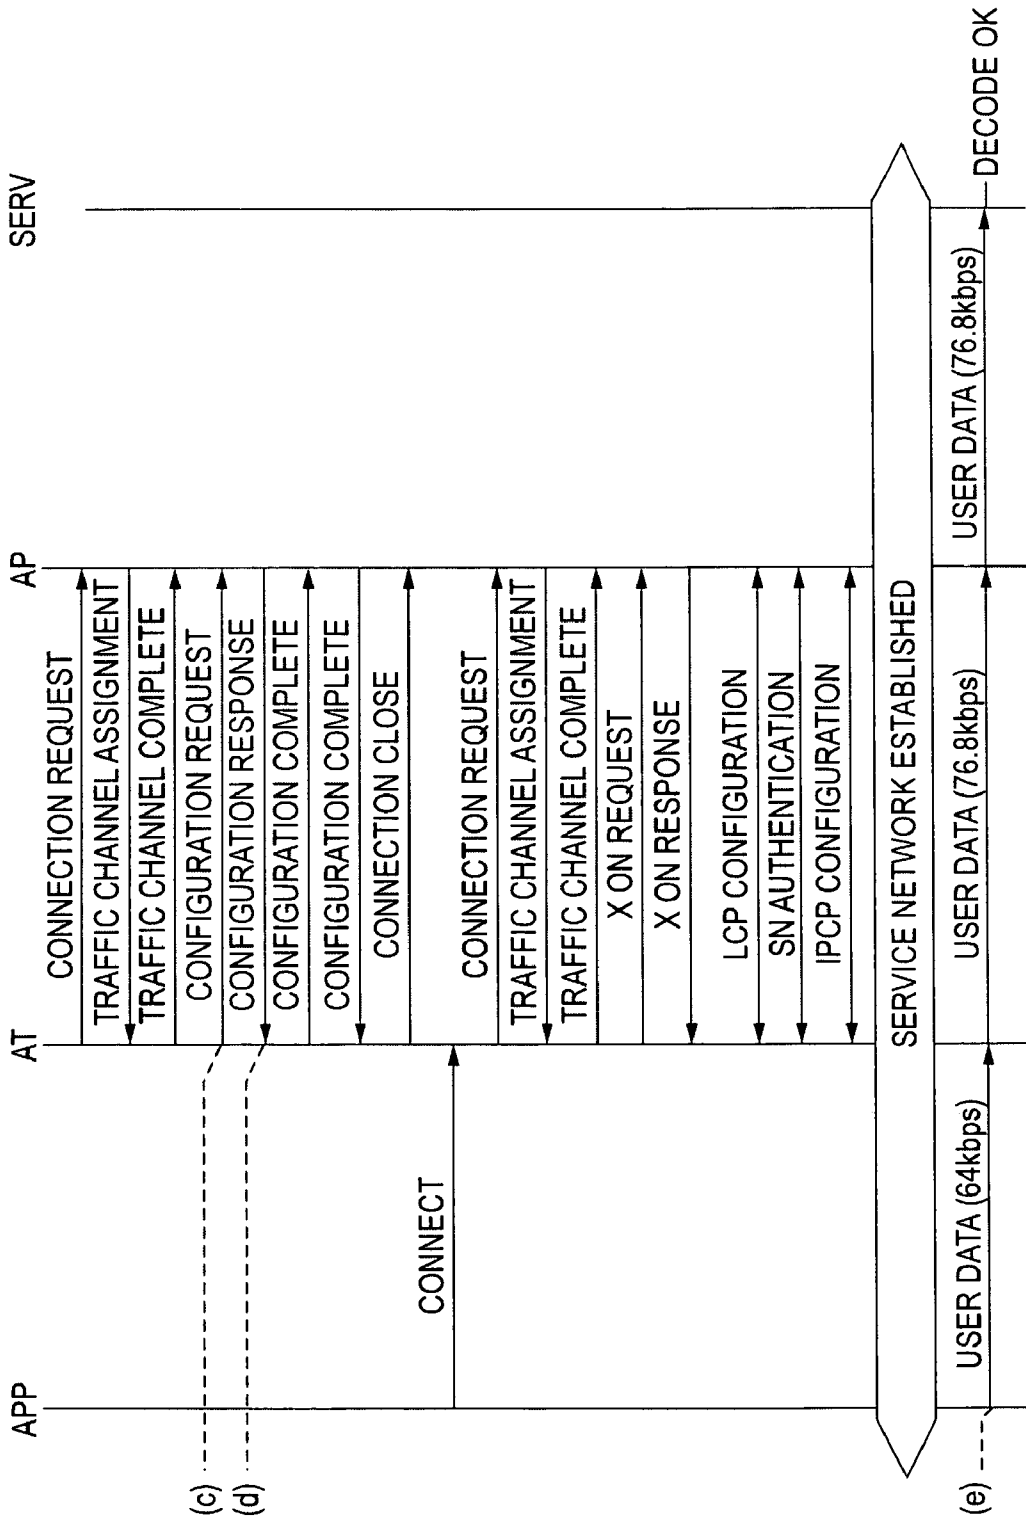 APP
AT
AP
SERV
CONNECTION REQUEST
TRAFFIC CHANNEL ASSIGNMENT
TRAFFIC CHANNEL COMPLETE
(c)
CONFIGURATION REQUEST
(d)
CONFIGURATION RESPONSE
CONFIGURATION COMPLETE
CONFIGURATION COMPLETE
CONNECTION CLOSE
CONNECT
CONNECTION REQUEST
TRAFFIC CHANNEL ASSIGNMENT
TRAFFIC CHANNEL COMPLETE
X ON REQUEST
X ON RESPONSE
LCP CONFIGURATION
SN AUTHENTICATION
IPCP CONFIGURATION
SERVICE NETWORK ESTABLISHED
(e)
USER DATA (64kbps)
USER DATA (76.8kbps)
USER DATA (76.8kbps)
DECODE OK